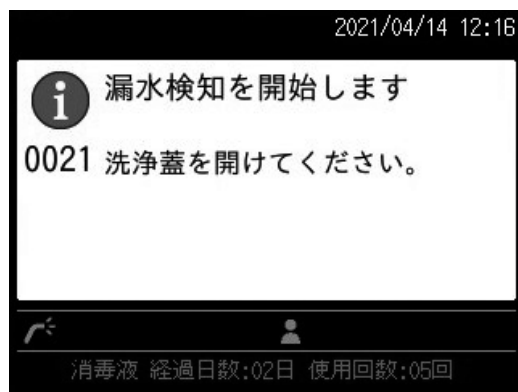 2021/04/14 12:16
漏水検知を開始します
0021 洗浄蓋を開けてください。
消毒液 経過日数:02日 使用回数:05回